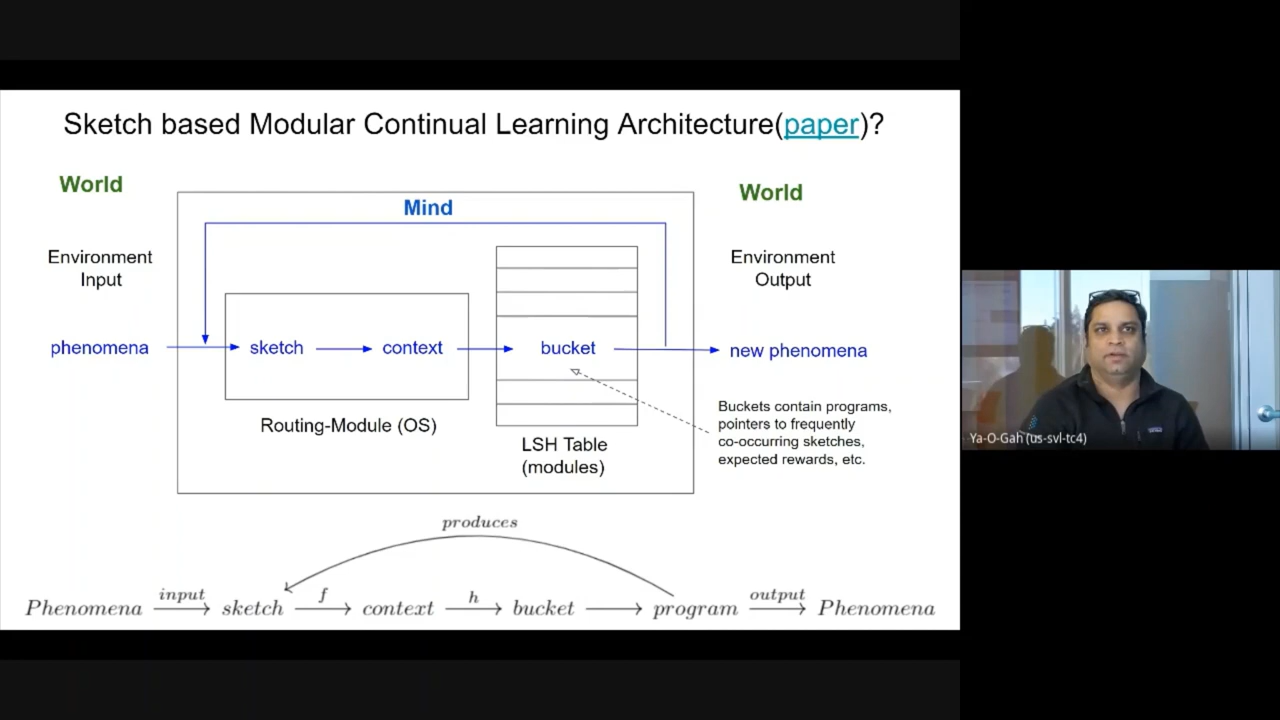 Sketch based Modular Continual Learning Architecture(paper)?
World
World
Mind
Environment
Input
Environment
Output
phenomena
sketch
context
bucket
new phenomena
Routing-Module (OS)
LSH Table
(modules)
Buckets contain programs,
pointers to frequently
co-occurring sketches,
expected rewards, etc.
produces
Phenomena input sketch f context h bucket program output Phenomena
Ya-O-Gah (us-svl-tc4)